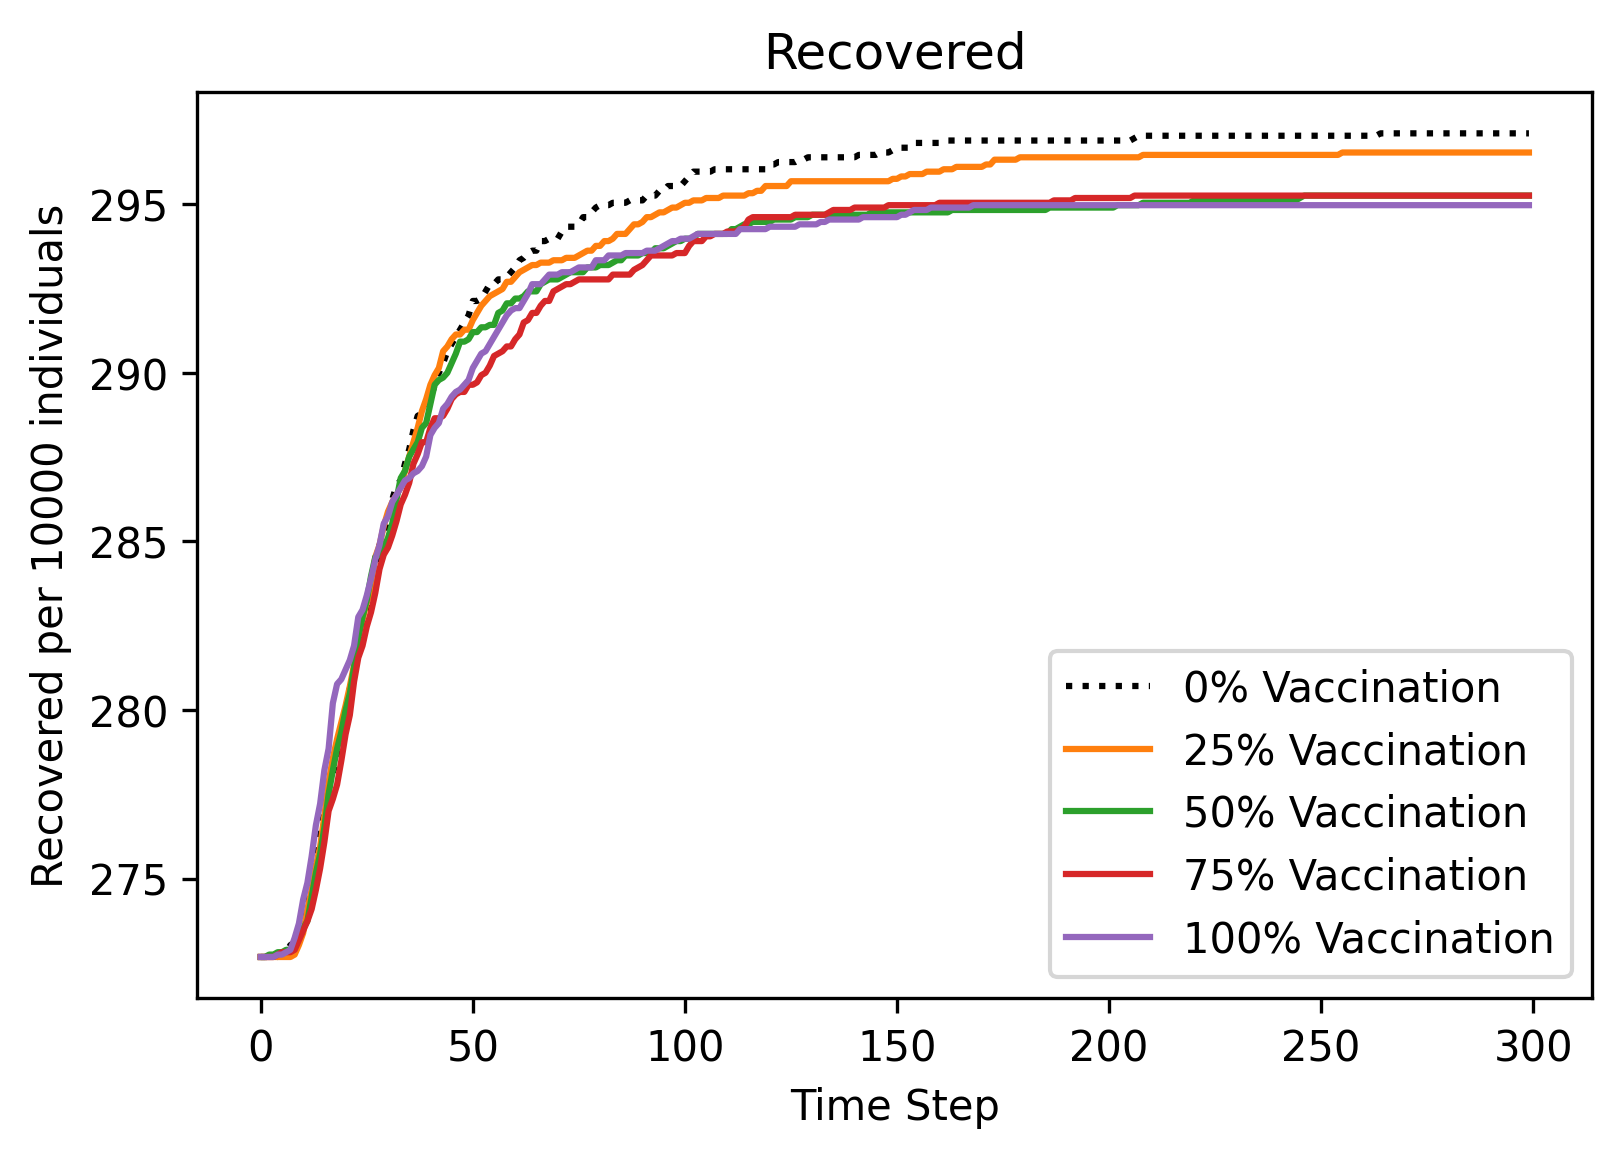 Recovered
Recovered per 10000 individuals
295
290
285
280
275
0 50 100 150 200 250 300
Time Step
0% Vaccination
25% Vaccination
50% Vaccination
75% Vaccination
100% Vaccination